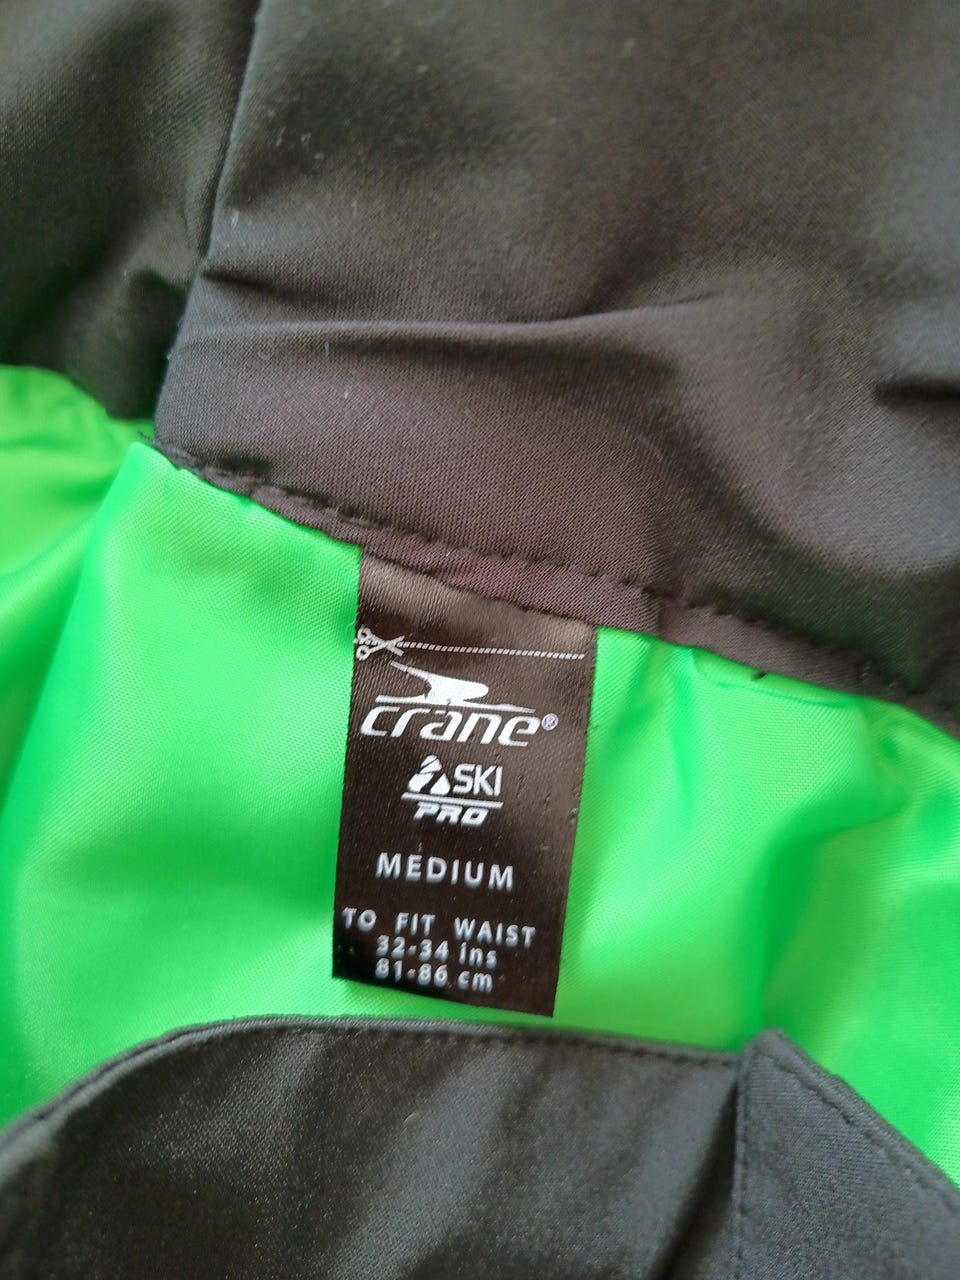 crane®
SKI
PRO
MEDIUM
TO FIT WAIST
32-34 ins
81-86 cm